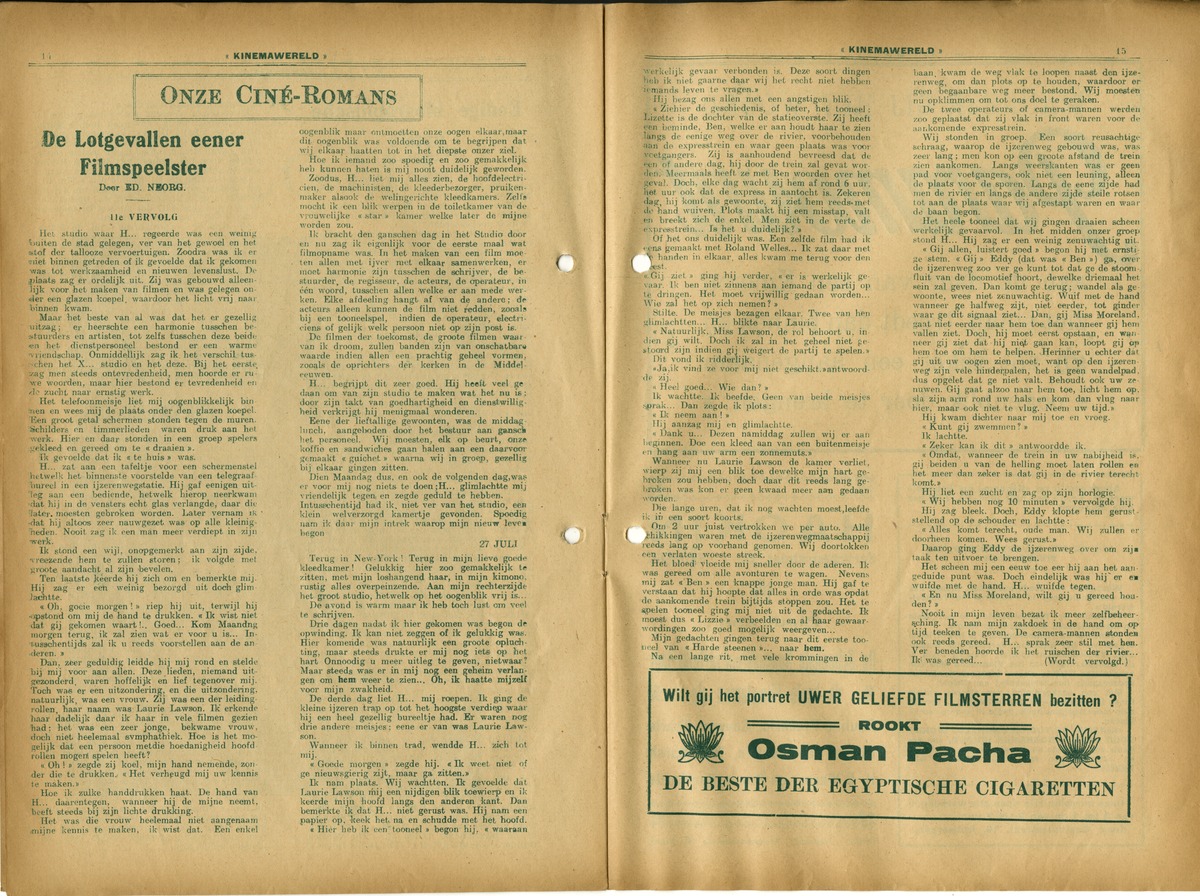 14
« KINEMAWERELD »
ONZE CINÉ-ROMANS
De Lotgevallen eener
Filmspeelster
Door ED. NEORG.
11e VERVOLG
Het studio waar H... regeerde was een weinig
buiten de stad gelegen, ver van het gewoel en het
stof der tallooze vervoertuigen. Zoodra was ik er
niet binnen getreden of ik gevoelde dat ik gekomen
was tot werkzaamheid en nieuwen levenslust. De
plaats zag er ordelijk uit. Zij was gebouwd alleen-
lijk voor het maken van filmen en was gelegen on-
der een glazen koepel, waardoor het licht vrij naar
binnen kwam.
Maar het beste van al was dat het er gezellig
uitzag; er heerschte een harmonie tusschen be-
stuurders en artisten, tot zelfs tusschen deze beide
en het dienstpersoneel bestond er een warme
vriendschap. Onmiddellijk zag ik het verschil tus-
schen het X... studio en het deze. Bij het eerste
zag men steeds ontevredenheid, men hoorde er ru-
we woorden, maar hier bestond er tevredenheid en
de zucht naar ernstig werk.
Het telefoonmeisje liet mij oogenblikkelijk bin-
nen en wees mij de plaats onder den glazen koepel.
Een groot getal schermen stonden tegen de muren.
Schilders en timmerlieden waren druk aan het
werk. Hier en daar stonden in een groep spelers
gekleed en gereed om te « draaien ».
Ik gevoelde dat ik « te huis » was.
H... zat aan een tafeltje voor een schermenstel
hetwelk het binnenste voorstelde van een telegraaf-
bureel in een ijzerenwegstatie. Hij gaf eenigen uit-
leg aan een bediende, hetwelk hierop neerkwam
dat hij in de vensters echt glas verlangde, daar die
later, moesten gebroken worden. Later vernam ik
dat hij altoos zeer nauwgezet was op alle kleinig-
heden. Nooit zag ik een man meer verdiept in zijn
werk.
Ik stond een wijl, onopgemerkt aan zijn zijde,
vreezende hem te zullen storen; ik volgde met
groote aandacht al zijn bevelen.
Ten laatste keerde hij zich om en bemerkte mij.
Hij zag er een weinig bezorgd uit doch glim-
lachtte.
« Oh, goeie morgen! » riep hij uit, terwijl hij
opstond om mij de hand te drukken. « Ik wist niet
dat gij gekomen waart!.. Goed... Kom Maandag
morgen terug, ik zal zien wat er voor u is... In-
tusschentijds zal ik u reeds voorstellen aan de an-
deren. »
Dan, zeer geduldig leidde hij mij rond en stelde
hij mij voor aan allen. Deze lieden, niemand uit-
gezonderd, waren hoffelijk en lief tegenover mij.
Toch was er een uitzondering, en die uitzondering,
natuurlijk, was een vrouw. Zij was een der leiding
rollen, haar naam was Laurie Lawson. Ik erkende
haar dadelijk daar ik haar in vele filmen gezien
had; het was een zeer jonge, bekwame vrouw,
doch niet heelemaal symphathiek. Hoe is het mo-
gelijk dat een persoon metdie hoedanigheid hoofd
rollen mogert spelen heeft?
« Oh! » zegde zij koel, mijn hand nemende, zon-
der die te drukken. « Het verheugd mij uw kennis
te maken.»
Hoe ik zulke handdrukken haat. De hand van
H... daarentegen, wanneer hij de mijne neemt,
heeft steeds bij zijn lichte drukking.
Het was die vrouw heelemaal niet aangenaam
mijne kennis te maken, ik wist dat. Een enkel
oogenblik maar ontmoetten onze oogen elkaar,maar
dit oogenblik was voldoende om te begrijpen dat
wij elkaar haatten tot in het diepste onzer ziel.
Hoe ik iemand zoo spoedig en zoo gemakkelijk
heb kunnen haten is mij nooit duidelijk geworden.
Zoodus, H... liet mij alles zien, de hoofdelectri-
cien, de machinisten, de kleederbezorger, pruiken-
maker alsook de welingerichte kleedkamers. Zelfs
mocht ik een blik werpen in de toiletkamer van de
vrouwelijke « star » kamer welke later de mijne
worden zou.
Ik bracht den ganschen dag in het Studio door
en nu zag ik eigenlijk voor de eerste maal wat
filmopname was. In het maken van een film moe-
ten allen met ijver met elkaar samenwerken, er
moet harmonie zijn tusschen de schrijver, de be-
stuurder, de regisseur, de acteurs, de operateur, in
één woord, tusschen allen welke er aan mede wer-
ken. Elke afdeeling hangt af van de andere; de
acteurs alleen kunnen de film niet redden, zooals
bij een tooneelspel, indien de operateur, electri-
ciens of gelijk welk persoon niet op zijn post is.
De filmen der toekomst, de groote filmen waar-
van ik droom, zullen banden zijn van onschatbare
waarde indien allen een prachtig geheel vormen,
zooals de oprichters der kerken in de Middel-
eeuwen.
H... begrijpt dit zeer goed. Hij heeft veel ge-
daan om van zijn studio te maken wat het nu is;
door zijn takt van goedhartigheid en dienstwillig-
heid verkrijgt hij menigmaal wonderen.
Eene der lieftallige gewoonten, was de middag-
lunch, aangeboden door het bestuur aan gansch
het personeel. Wij moesten, elk op beurt, onze
koffie en sandwiches gaan halen aan een daarvoor
gemaakt « guichet » waarna wij in groep, gezellig
bij elkaar gingen zitten.
Dien Maandag dus, en ook de volgenden dag,was
er voor mij nog niets te doen;H... glimlachtte mij
vriendelijk tegen en zegde geduld te hebben.
Intusschentijd had ik, niet ver van het studio, een
klein welverzorgd kamertje gevonden. Spoedig
nam ik daar mijn intrek waarop mijn nieuw leven
begon
27 JULI
Terug in New-York! Terug in mijn lieve goede
kleedkamer! Gelukkig hier zoo gemakkelijk te
zitten, met mijn loshangend haar, in mijn kimono,
rustig alles overpeinzende. Aan mijn rechterzijde
het groot studio, hetwelk op het oogenblik vrij is...
De avond is warm maar ik heb toch lust om veel
te schrijven.
Drie dagen nadat ik hier gekomen was begon de
opwinding. Ik kan niet zeggen of ik gelukkig was.
Hier komende was natuurlijk een groote opluch-
ting, maar steeds drukte er mij nog iets op het
hart Onnoodig u meer uitleg te geven, nietwaar?
Maar steeds was er in mij nog een geheim verlan-
gen om hem weer te zien... Oh, ik haatte mijzelf
voor mijn zwakheid.
De derde dag liet H... mij roepen. Ik ging de
kleine ijzeren trap op tot het hoogste verdiep waar
hij een heel gezellig bureeltje had. Er waren nog
drie andere meisjes; eene er van was Laurie Law-
son.
Wanneer ik binnen trad, wendde H... zich tot
mij.
« Goede morgen » zegde hij. « Ik weet niet of
ge nieuwsgierig zijt, maar ga zitten.»
Ik nam plaats. Wij wachtten. Ik gevoelde dat
Laurie Lawson mij een nijdigen blik toewierp en ik
keerde mijn hoofd langs den anderen kant. Dan
bemerkte ik dat H... niet gerust was. Hij nam een
papier op, keek het na en schudde met het hoofd.
« Hier heb ik een tooneel » begon hij, « waaraan
« KINEMAWERELD »
15
werkelijk gevaar verbonden is. Deze soort dingen
heb ik niet gaarne daar wij het recht niet hebben
iemands leven te vragen.»
Hij bezag ons allen met een angstigen blik.
« Ziehier de geschiedenis, of beter, het tooneel:
Lizette is de dochter van de statieoverste. Zij heeft
een beminde, Ben, welke er aan houdt haar te zien
langs de eenige weg over de rivier, voorbehouden
aan de expresstrein en waar geen plaats was voor
voetgangers. Zij is aanhoudend bevreesd dat de
een of andere dag, hij door de trein zal gevat wor-
den. Meermaals heeft ze met Ben woorden over het
geval. Doch, elke dag wacht zij hem af rond 6 uur,
het uur ook dat de express in aantocht is. Zekeren
dag, hij komt als gewoonte, zij ziet hem reeds met
de hand wuiven. Plots maakt hij een misstap, valt
en breekt zich de enkel. Men ziet in de verte de
expresstrein... Is het u duidelijk? »
Of het ons duidelijk was. Een zelfde film had ik
eens gemaakt met Roland Welles... Ik zat daar met
handen in elkaar, alles kwam me terug voor den
geest.
« Gij ziet » ging hij verder, « er is werkelijk ge-
vaar. Ik ben niet zinnens aan iemand de partij op
te dringen. Het moet vrijwillig gedaan worden...
Wie zal het op zich nemen? »
Stilte. De meisjes bezagen elkaar. Twee van hen
glimlachtten... H... blikte naar Laurie.
« Natuurlijk, Miss Lawson, de rol behoort u, in-
dien gij wilt. Doch ik zal in het geheel niet ge-
stoord zijn indien gij weigert de partij te spelen.»
Dit vond ik ridderlijk.
«Ja,ik vind ze voor mij niet geschikt.»antwoord-
de zij.
« Heel goed... Wie dan? »
Ik wachtte. Ik beefde. Geen van beide meisjes
sprak... Dan zegde ik plots:
« Ik neem aan! »
Hij aanzag mij en glimlachtte.
« Dank u... Dezen namiddag zullen wij er aan
beginnen. Doe een kleed aan van een buitenmeisje
en hang aan uw arm een zonnemuts.»
Wanneer nu Laurie Lawson de kamer verliet,
wierp zij mij een blik toe dewelke mijn hart ge-
broken zou hebben, doch daar dit reeds lang ge-
broken was kon er geen kwaad meer aan gedaan
worden.
Die lange uren, dat ik nog wachten moest,leefde
ik in een soort koorts.
Om 2 uur juist vertrokken we per auto. Alle
schikkingen waren met de ijzerenwegmaatschappij
reeds lang op voorhand genomen. Wij doortokken
een verlaten woeste streek.
Het bloed vloeide mij sneller door de aderen. Ik
was gereed om alle avonturen te wagen. Nevens
mij zat « Ben » een knappe jonge man. Hij gaf te
verstaan dat hij hoopte dat alles in orde was opdat
de aankomende trein bijtijds stoppen zou. Het te
spelen tooneel ging mij niet uit de gedachte. Ik
moest dus « Lizzie » verbeelden en al haar gewaar-
wordingen zoo goed mogelijk weergeven...
Mijn gedachten gingen terug naar dit eerste too-
neel van « Harde steenen »... naar hem.
Na een lange rit, met vele krommingen in de
baan, kwam de weg vlak te loopen naast den ijze-
renweg, om dan plots op te houden, waardoor er
geen begaanbare weg meer bestond. Wij moesten
nu opklimmen om tot ons doel te geraken.
De twee operateurs of camera-mannen werden
zoo geplaatst dat zij vlak in front waren voor de
aankomende expresstrein.
Wij stonden in groep. Een soort reusachtige
schraag, waarop de ijzerenweg gebouwd was, was
zeer lang; men kon op een groote afstand de trein
zien aankomen. Langs weerskanten was er geen
pad voor voetgangers, ook niet een leuning, alleen
de plaats voor de sporen. Langs de eene zijde had
men de rivier en langs de andere zijde steile rotsen
tot aan de plaats waar wij afgestapt waren en waar
de baan begon.
Het heele tooneel dat wij gingen draaien scheen
werkelijk gevaarvol. In het midden onzer groep
stond H... Hij zag er een weinig zenuwachtig uit.
« Gij allen, luistert goed » begon hij met ernsti-
ge stem. « Gij » Eddy (dat was « Ben ») ga, over
de ijzerenweg zoo ver ge kunt tot dat ge de stoom-
fluit van de locomotief hoort, dewelke driemaal het
sein zal geven. Dan komt ge terug; wandel als ge-
woonte, wees niet zenuwachtig. Wuif met de hand
wanneer ge halfweg zijt, niet eerder, tot ginder
waar ge dit signaal ziet... Dan, gij Miss Moreland,
gaat niet eerder naar hem toe dan wanneer gij hem
vallen ziet. Doch, hij moet eerst opstaan, en wan-
neer gij ziet dat hij niet gaan kan, loopt gij op
hem toe om hem te helpen. Herinner u echter dat
gij uit uw oogen zien moet, want op den ijzeren-
weg zijn vele hinderpalen, het is geen wandelpad,
dus opgelet dat ge niet valt. Behoudt ook uw ze-
nuwen. Gij gaat alzoo naar hem toe, licht hem op,
sla zijn arm rond uw hals en kom dan vlug naar
hier, maar ook niet te vlug. Neem uw tijd.»
Hij kwam dichter naar mij toe en vroeg.
« Kunt gij zwemmen? »
Ik lachte.
« Zeker kan ik dit » antwoordde ik.
« Omdat, wanneer de trein in uw nabijheid is,
gij beiden u van de helling moet laten rollen en
het meer dan zeker is dat gij in de rivier terecht
komt.»
Hij liet een zucht en zag op zijn horlogie.
« Wij hebben nog 10 minuten » vervolgde hij.
Hij zag bleek. Doch, Eddy klopte hem gerust-
stellend op de schouder en lachtte:
« Alles komt terecht, oude man. Wij zullen er
doorheen komen. Wees gerust.»
Daarop ging Eddy de ijzerenweg over om zijn
taak ten uitvoer te brengen.
Het scheen mij een eeuw toe eer hij aan het aan-
geduide punt was. Doch eindelijk was hij er en
wuifde met de hand. H... wuifde tegen.
« En nu Miss Moreland, wilt gij u gereed hou-
den? »
Nooit in mijn leven bezat ik meer zelfbeheer-
sching. Ik nam mijn zakdoek in de hand om op
tijd teeken te geven. De camera-mannen stonden
ook reeds gereed. H... sprak zeer stil met hen.
Ver beneden hoorde ik het ruischen der rivier...
Ik was gereed... (Wordt vervolgd.)
Wilt gij het portret UWER GELIEFDE FILMSTERREN bezitten ?
ROOKT
Osman Pacha
DE BESTE DER EGYPTISCHE CIGARETTEN